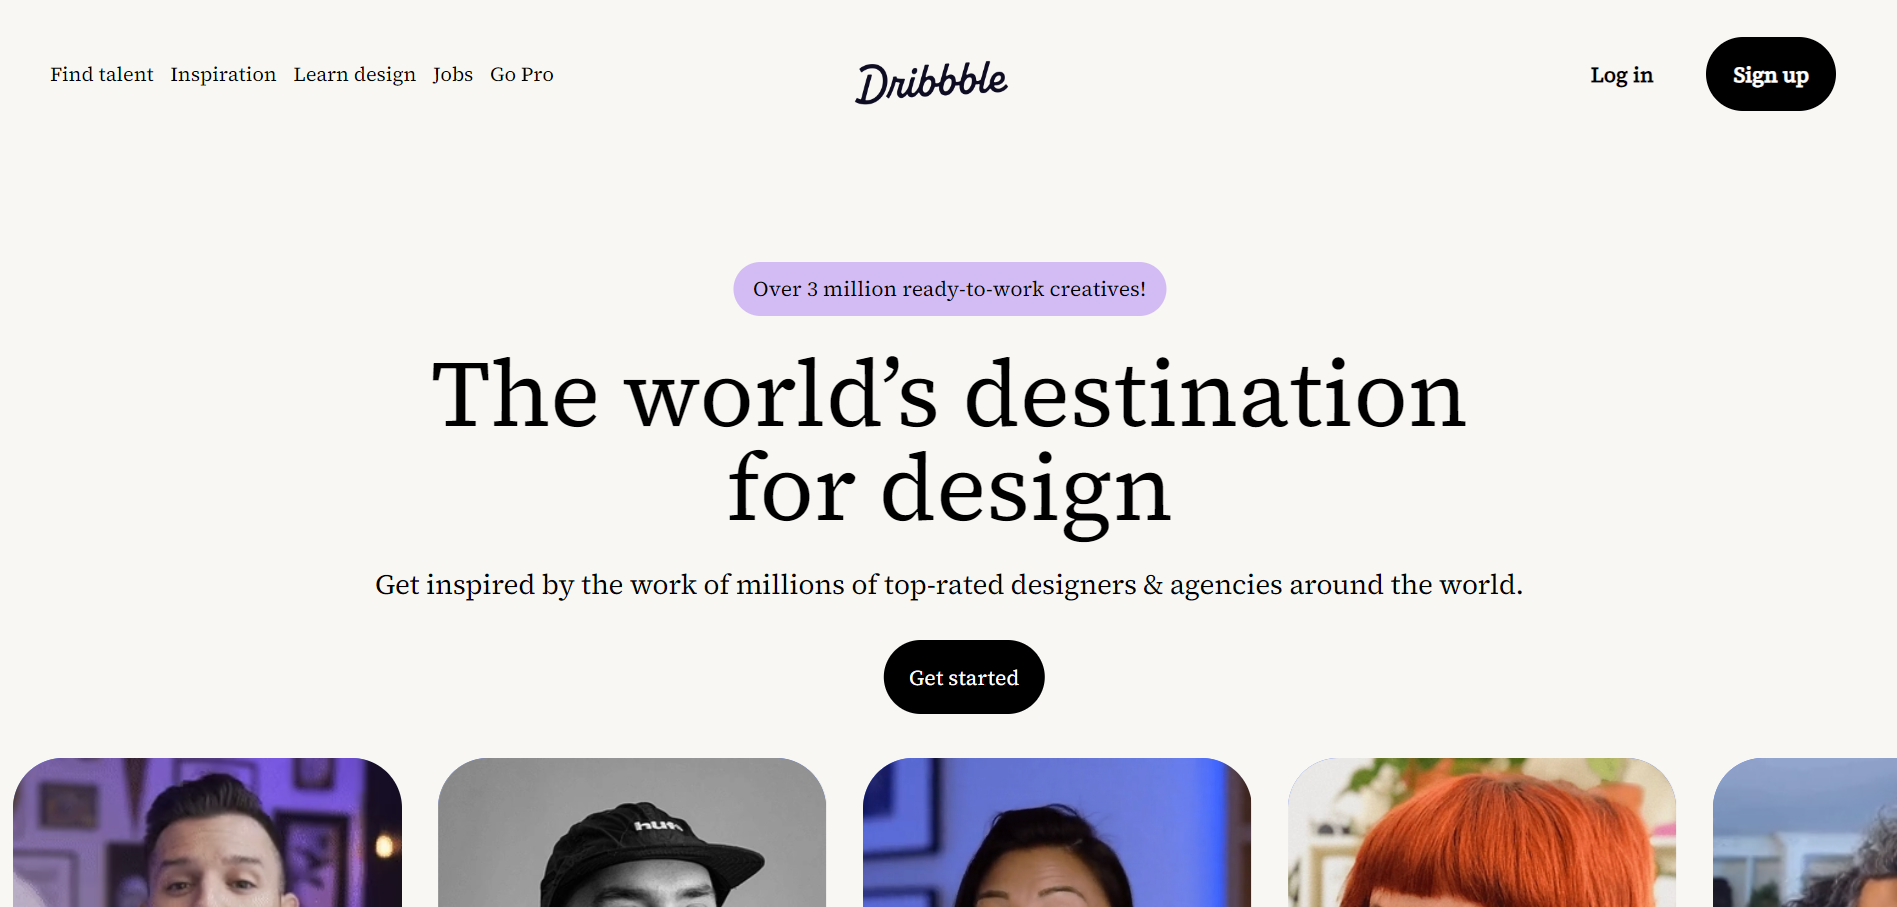 Find talent Inspiration Learn design Jobs Go Pro
Dribbble
Log in
Sign up
Over 3 million ready-to-work creatives!
The world’s destination
for design
Get inspired by the work of millions of top-rated designers & agencies around the world.
Get started
huf